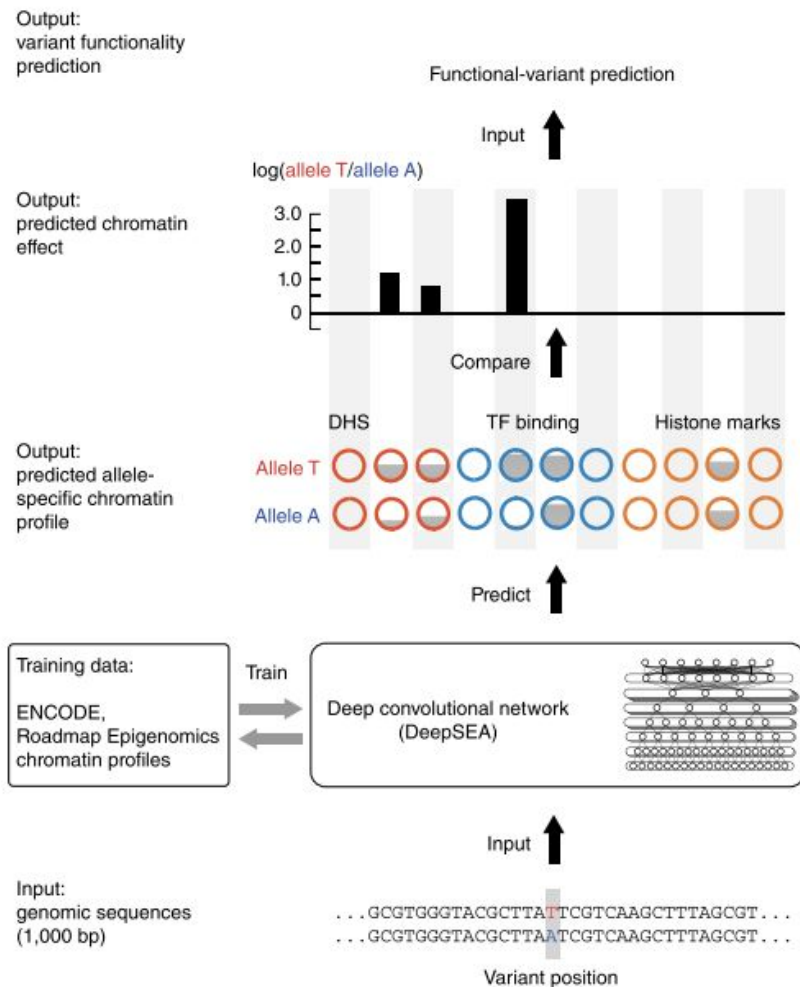 Output:
variant functionality
prediction
Functional-variant prediction
Input
log(allele T/allele A)
Output:
predicted chromatin
effect
3.0
2.0
1.0
0
Compare
DHS
TF binding
Histone marks
Output:
predicted allele-
specific chromatin
profile
Allele T
Allele A
Predict
Training data:
ENCODE,
Roadmap Epigenomics
chromatin profiles
Train
Deep convolutional network
(DeepSEA)
Input
Input:
genomic sequences
(1,000 bp)
...GCGTGGGTACGCTTATTCGTCAAGCTTTAGCGT...
...GCGTGGGTACGCTTAATCGTCAAGCTTTAGCGT...
Variant position